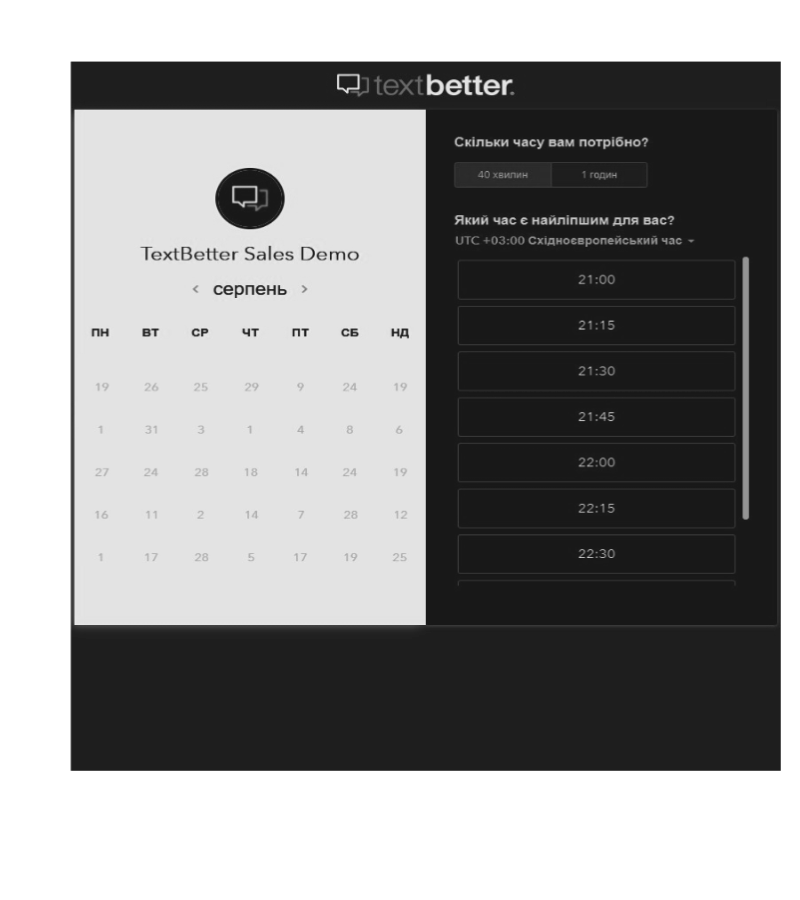 textbetter.
TextBetter Sales Demo
< серпень >
ПН ВТ СР ЧТ ПТ СБ НД
19 26 25 29 9 24 19
1 31 3 1 4 8 6
27 24 28 18 14 24 19
16 11 2 14 7 28 12
1 17 28 5 17 19 25
Скільки часу вам потрібно?
40 хвилин 1 годин
Який час є найліпшим для вас?
UTC +03:00 Східноєвропейський час
21:00
21:15
21:30
21:45
22:00
22:15
22:30